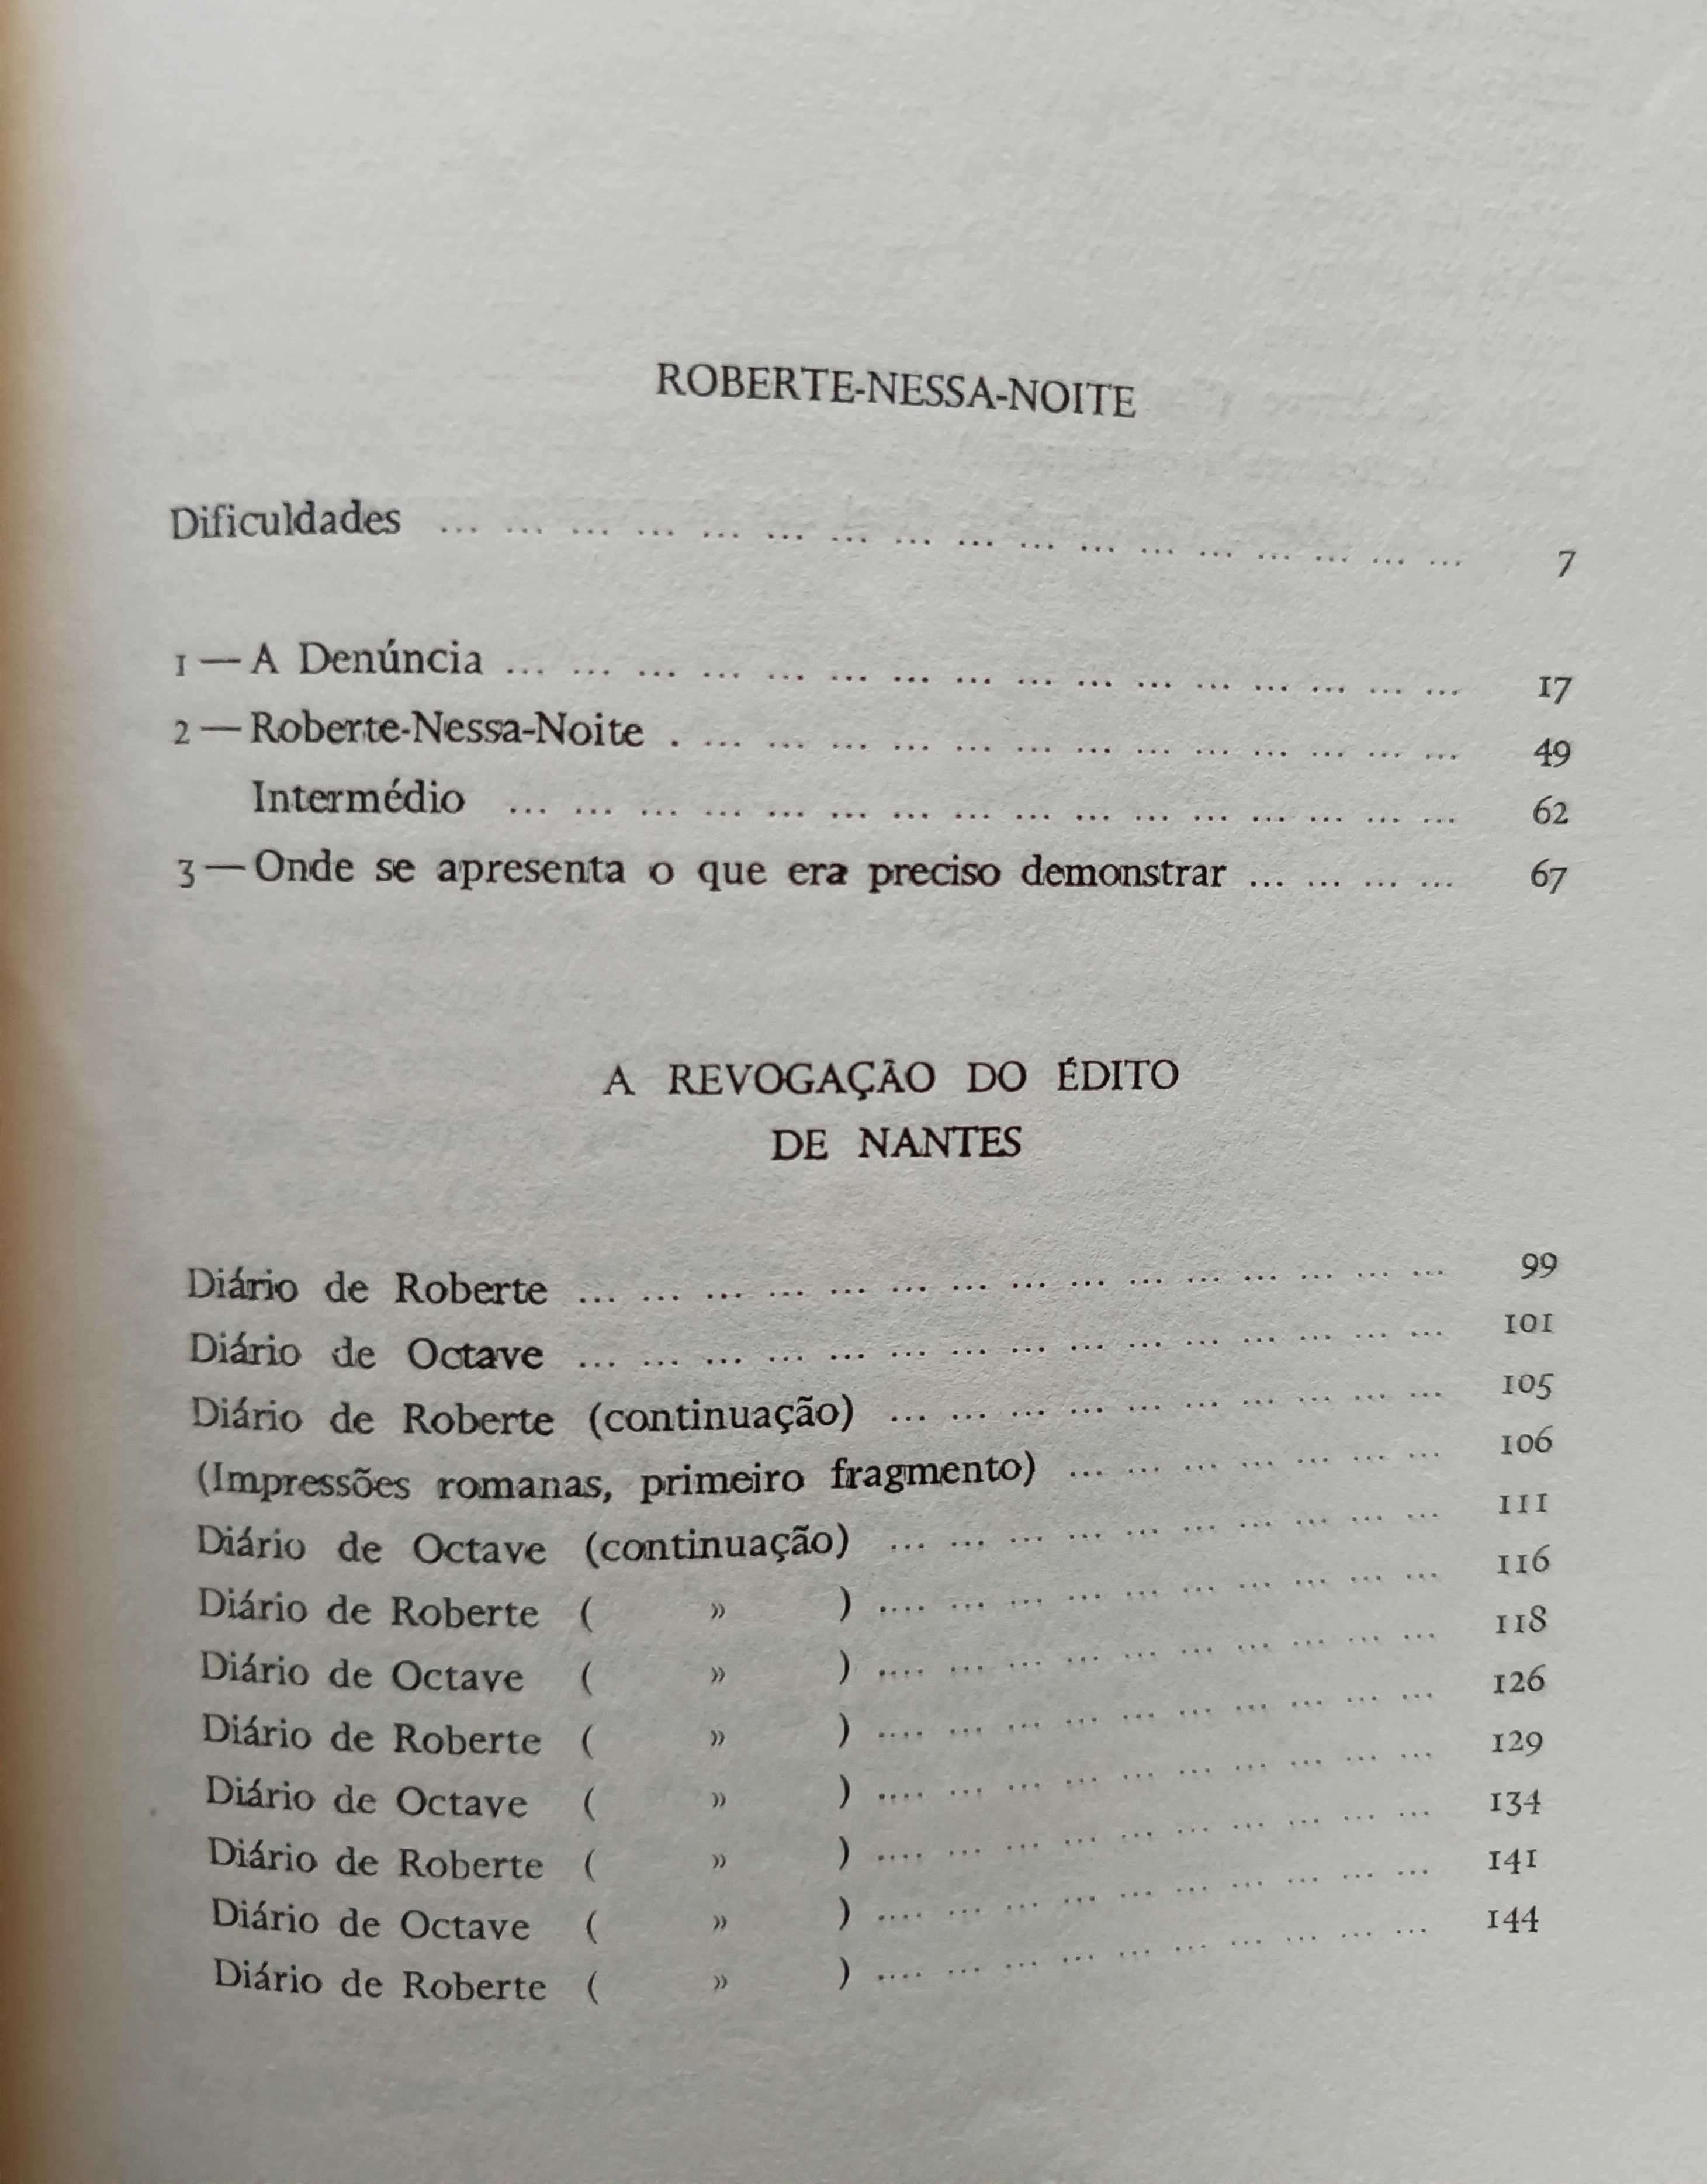 ROBERTE-NESSA-NOITE
Dificuldades ... ... ... ... ... ... ... ... ... ... ... ... ... ... ... ... ... 7
1 — A Denúncia ... ... ... ... ... ... ... ... ... ... ... ... ... ... ... ... 17
2 — Roberte-Nessa-Noite . ... ... ... ... ... ... ... ... ... ... ... ... ... 49
Intermédio ... ... ... ... ... ... ... ... ... ... ... ... ... ... ... ... 62
3 — Onde se apresenta o que era preciso demonstrar ... ... ... ... 67
A REVOGAÇÃO DO ÉDITO
DE NANTES
Diário de Roberte ... ... ... ... ... ... ... ... ... ... ... ... ... ... ... 99
Diário de Octave ... ... ... ... ... ... ... ... ... ... ... ... ... ... ... 101
Diário de Roberte (continuação) ... ... ... ... ... ... ... ... ... ... 105
(Impressões romanas, primeiro fragmento) ... ... ... ... ... ... ... 106
Diário de Octave (continuação) ... ... ... ... ... ... ... ... ... ... 111
Diário de Roberte ( » ) .... ... ... ... ... ... ... ... ... ... 116
Diário de Octave ( » ) .... ... ... ... ... ... ... ... ... ... 118
Diário de Roberte ( » ) .... ... ... ... ... ... ... ... ... ... 126
Diário de Octave ( » ) .... ... ... ... ... ... ... ... ... ... 129
Diário de Roberte ( » ) .... ... ... ... ... ... ... ... ... ... 134
Diário de Octave ( » ) .... ... ... ... ... ... ... ... ... ... 141
Diário de Roberte ( » ) .... ... ... ... ... ... ... ... ... ... 144